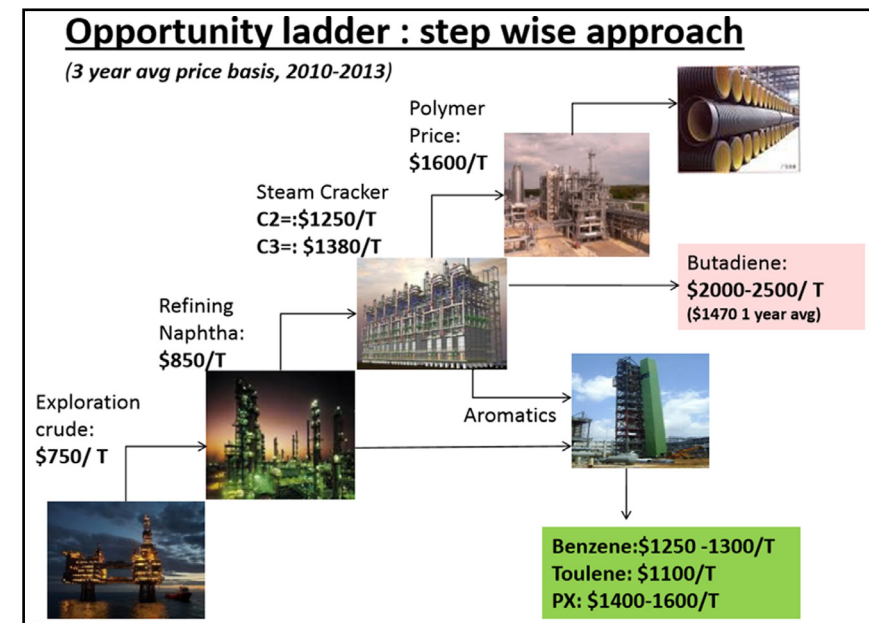 Opportunity ladder : step wise approach
(3 year avg price basis, 2010-2013)
Polymer
Price:
$1600/T
Steam Cracker
C2=:$1250/T
C3=: $1380/T
Butadiene:
$2000-2500/ T
($1470 1 year avg)
Refining
Naphtha:
$850/T
Exploration
crude:
$750/ T
Aromatics
Benzene:$1250 -1300/T
Toulene: $1100/T
PX: $1400-1600/T